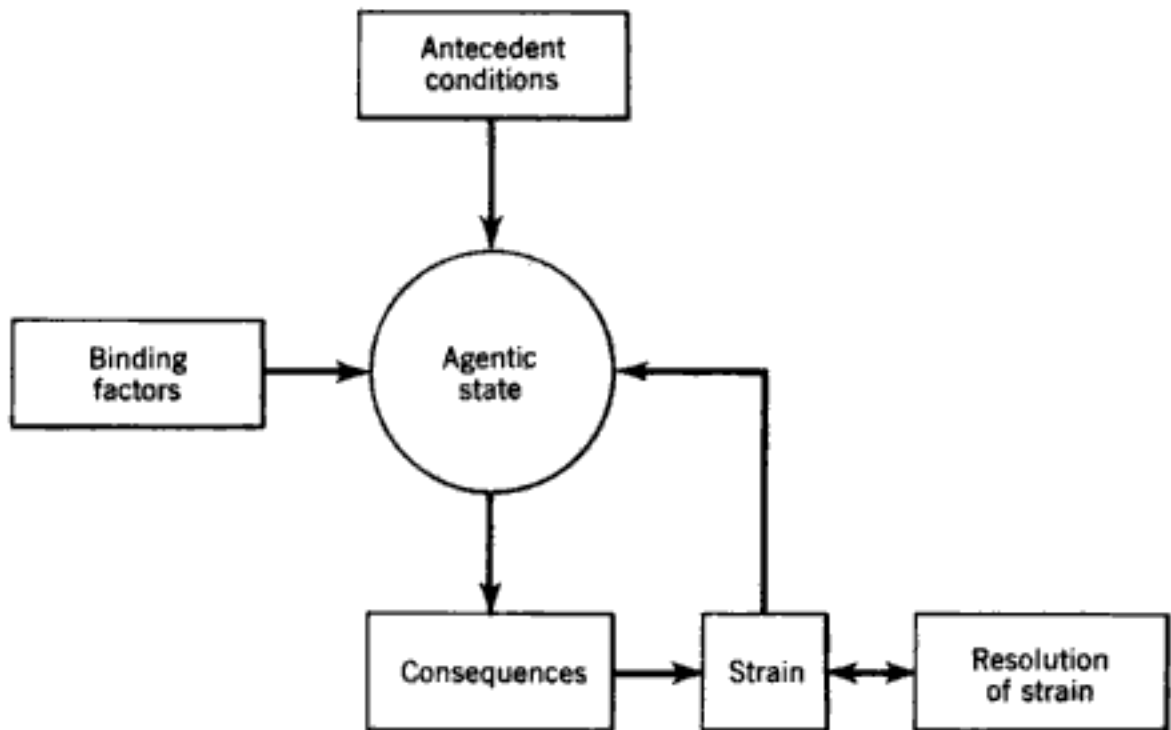 Antecedent
conditions
Binding
factors
Agentic
state
Consequences
Strain
Resolution
of strain